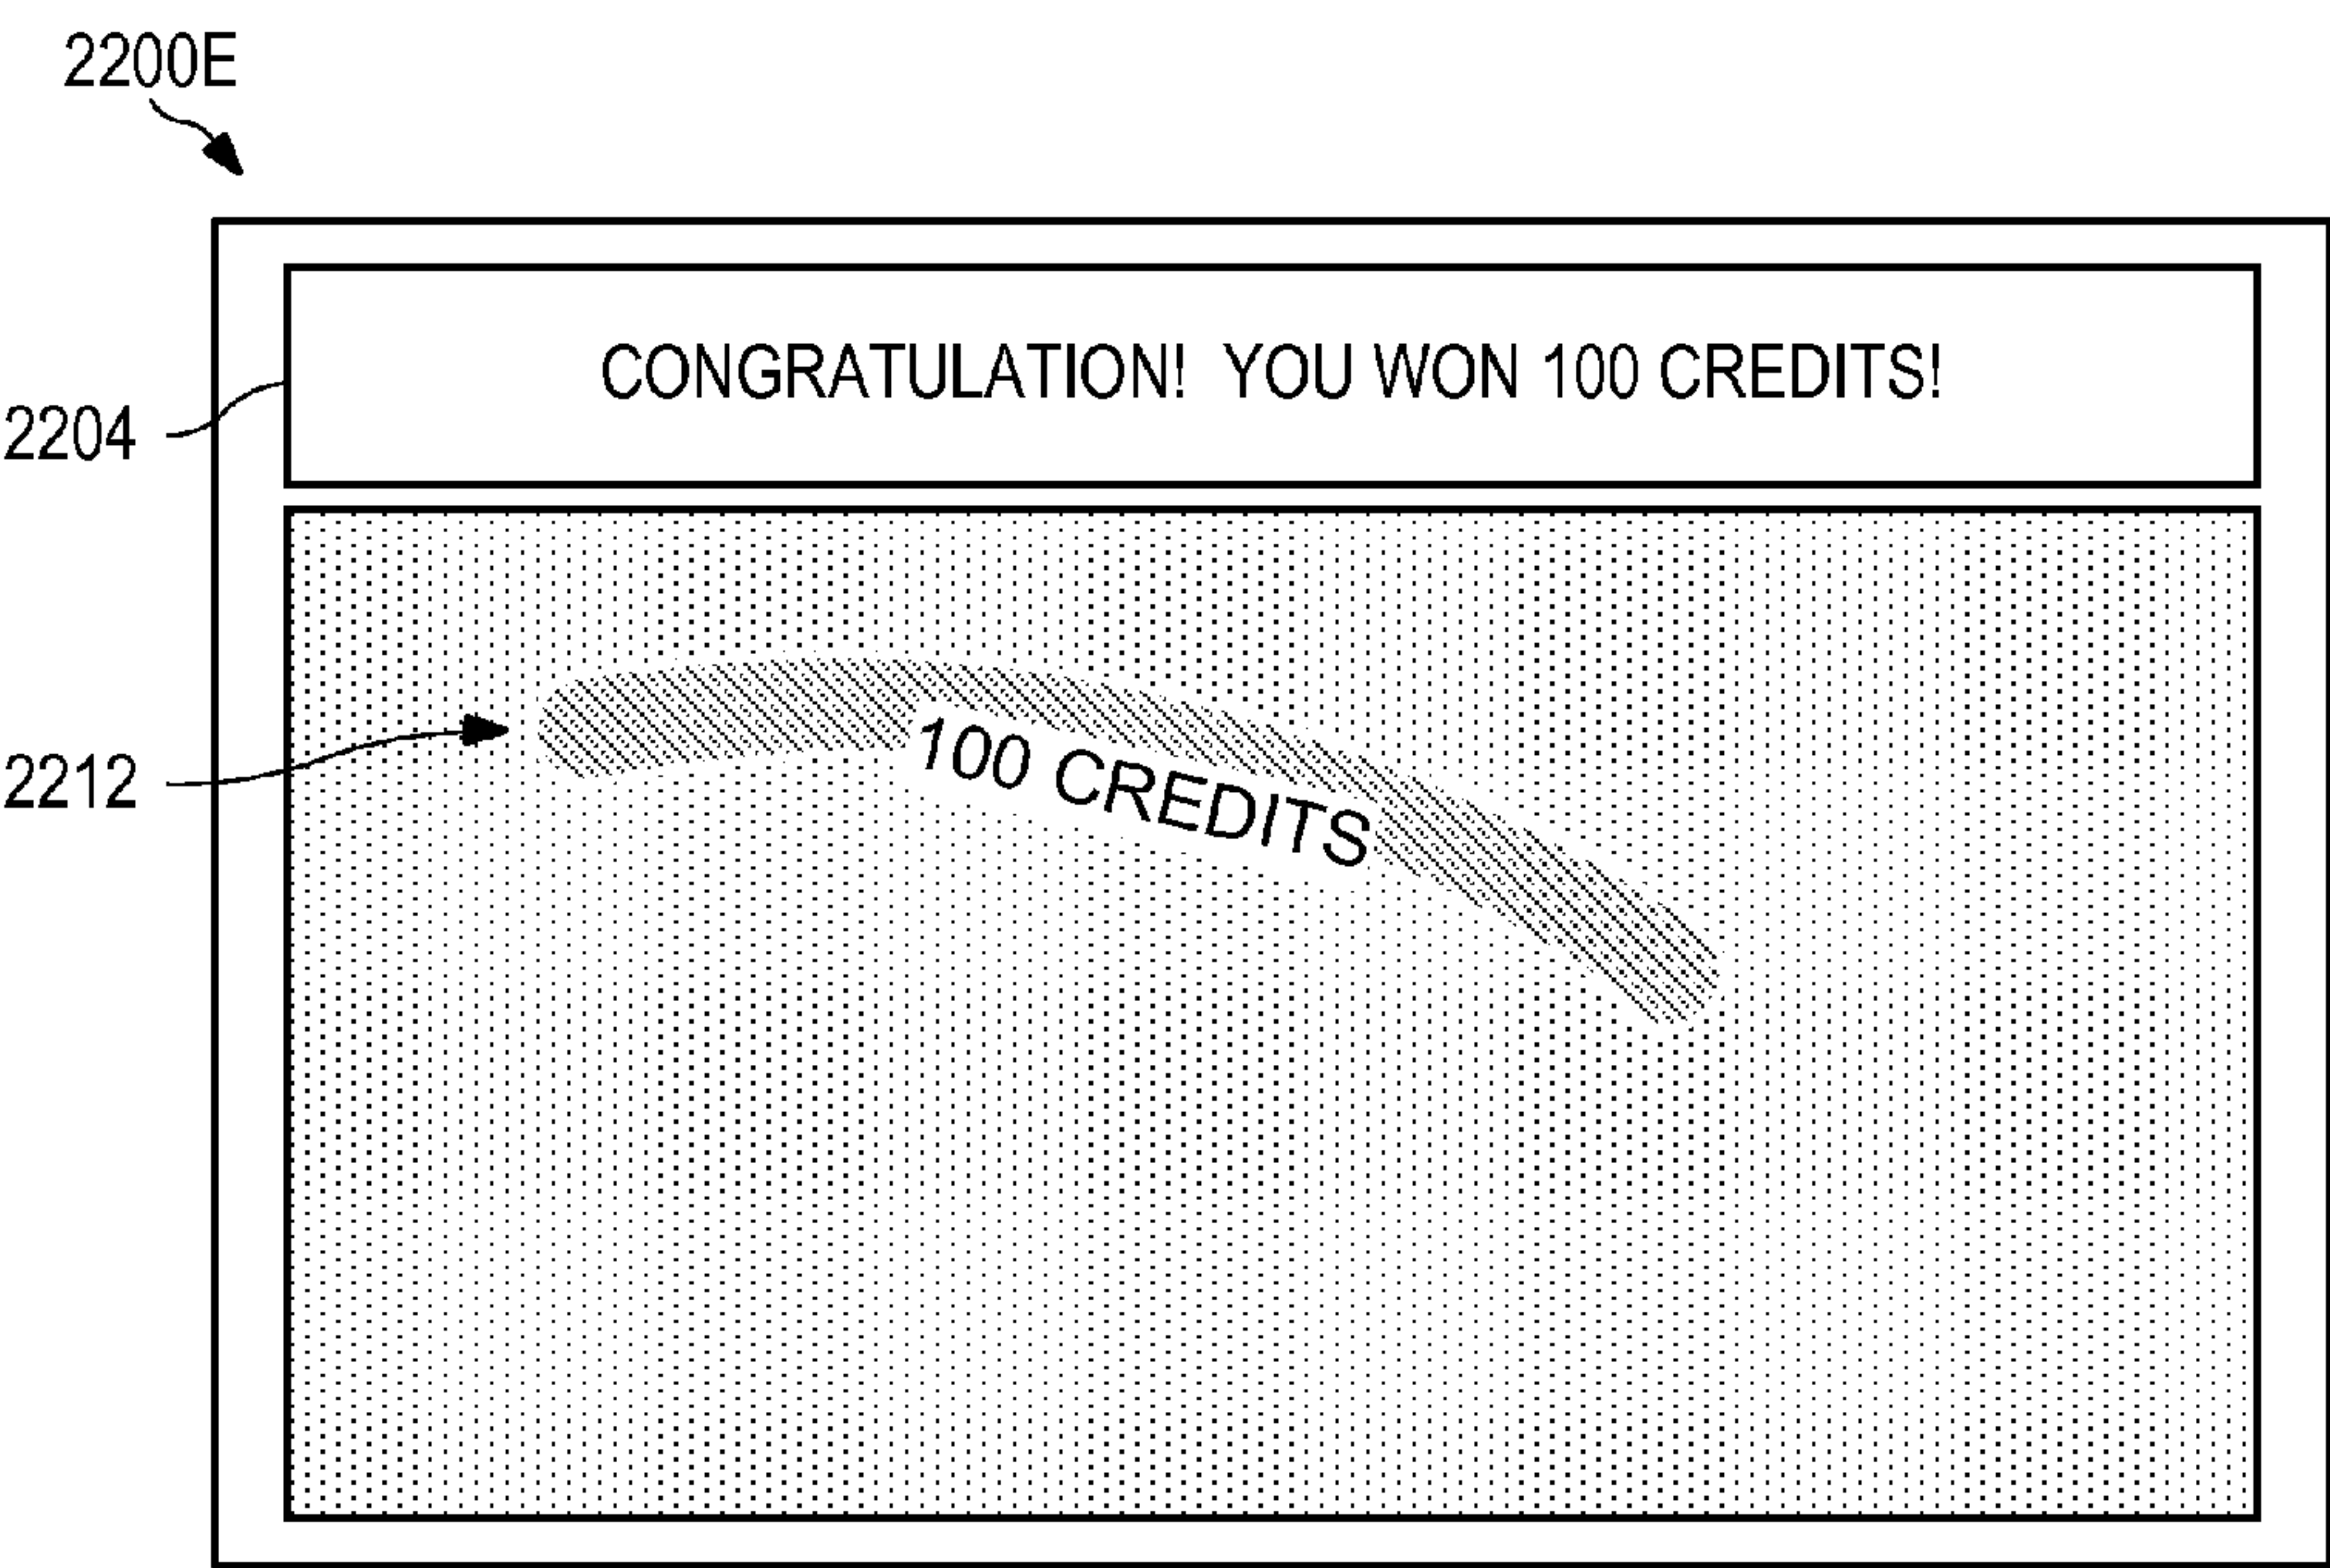 2200E
CONGRATULATION! YOU WON 100 CREDITS!
2204
2212
100 CREDITS